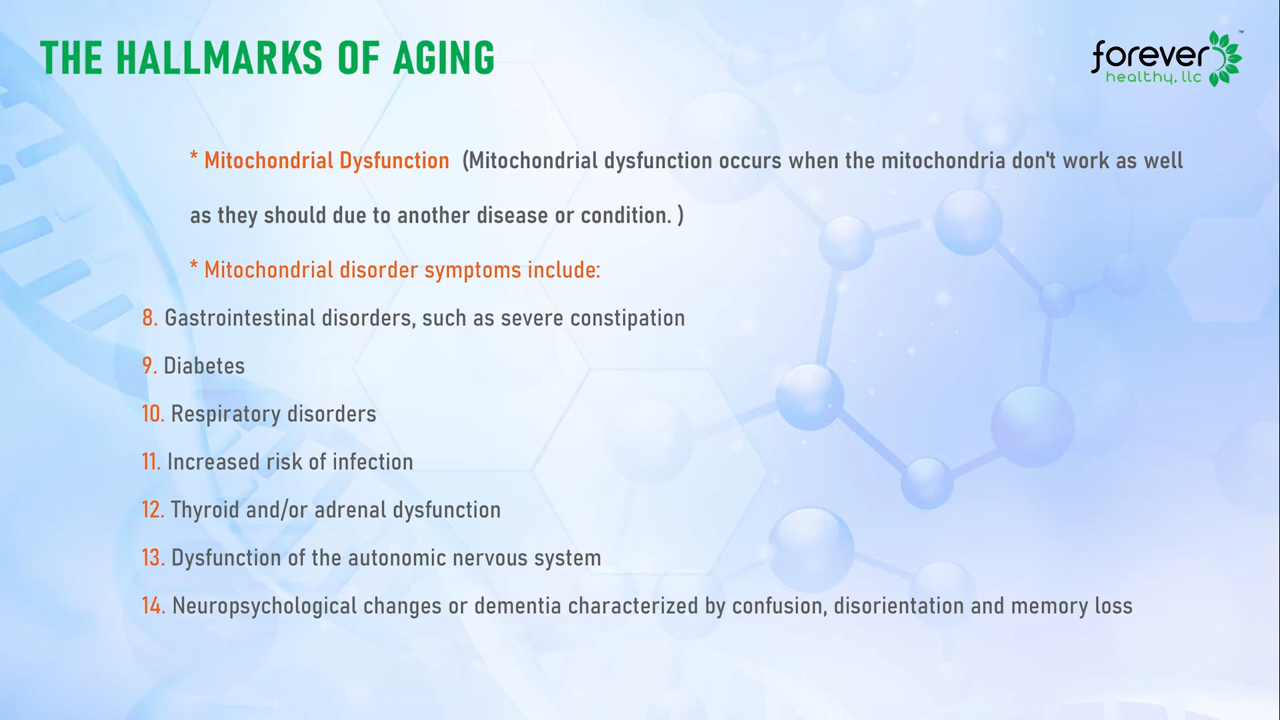 THE HALLMARKS OF AGING
forever
healthy, llc
™
* Mitochondrial Dysfunction (Mitochondrial dysfunction occurs when the mitochondria don't work as well
as they should due to another disease or condition. )
* Mitochondrial disorder symptoms include:
8. Gastrointestinal disorders, such as severe constipation
9. Diabetes
10. Respiratory disorders
11. Increased risk of infection
12. Thyroid and/or adrenal dysfunction
13. Dysfunction of the autonomic nervous system
14. Neuropsychological changes or dementia characterized by confusion, disorientation and memory loss